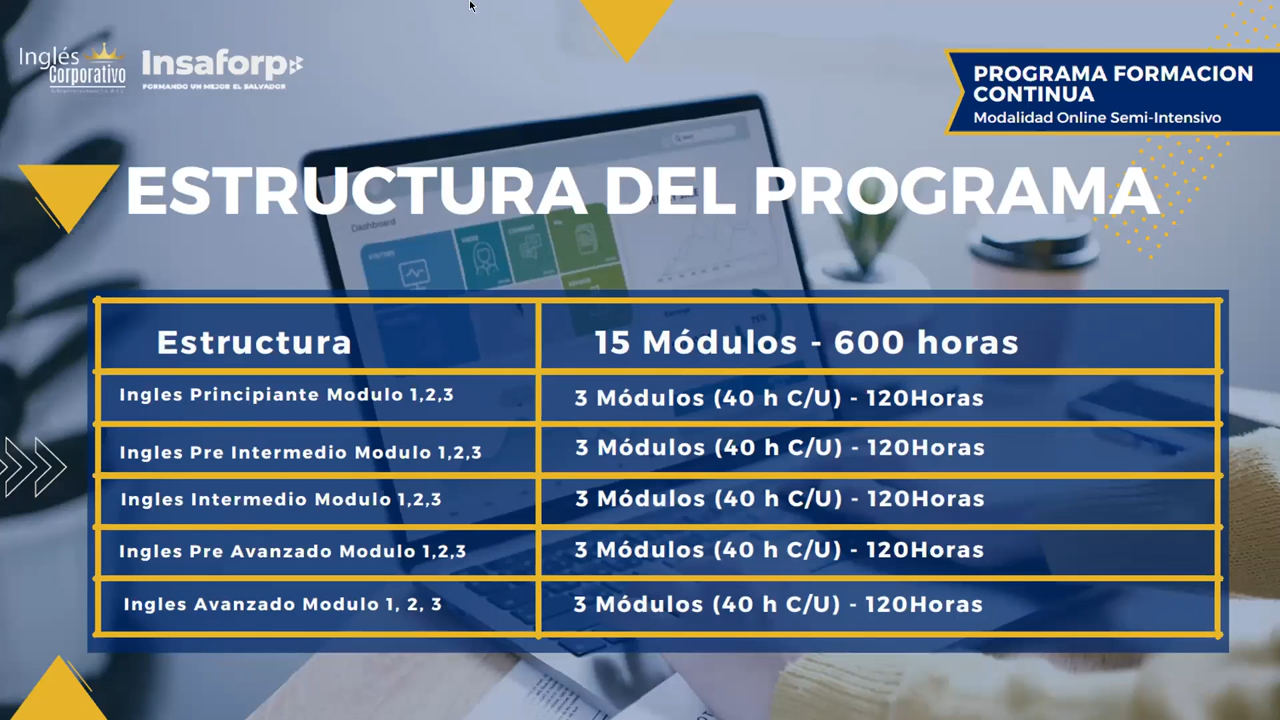 Inglés
Corporativo
Insaforp
FORMANDO UN MEJOR EL SALVADOR
PROGRAMA FORMACION
CONTINUA
Modalidad Online Semi-Intensivo
ESTRUCTURA DEL PROGRAMA
Dashboard
Estructura
15 Módulos - 600 horas
Ingles Principiante Modulo 1,2,3
3 Módulos (40 h C/U) - 120Horas
Ingles Pre Intermedio Modulo 1,2,3
3 Módulos (40 h C/U) - 120Horas
Ingles Intermedio Modulo 1,2,3
3 Módulos (40 h C/U) - 120Horas
Ingles Pre Avanzado Modulo 1,2,3
3 Módulos (40 h C/U) - 120Horas
Ingles Avanzado Modulo 1, 2, 3
3 Módulos (40 h C/U) - 120Horas